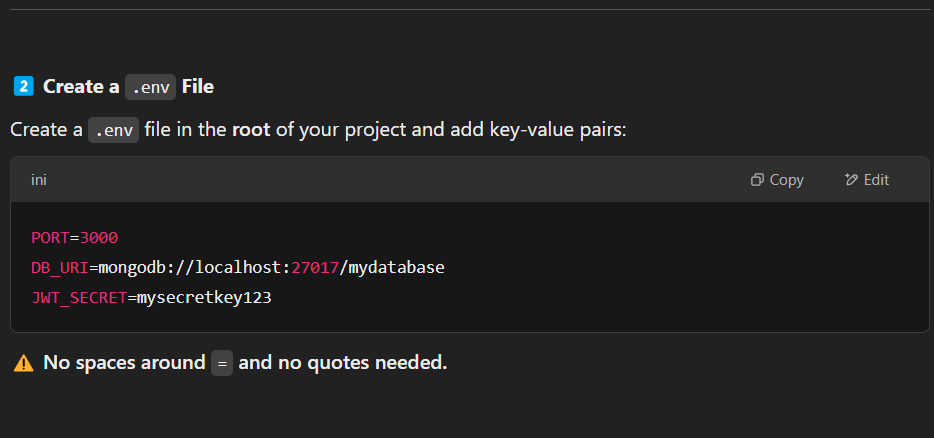 2 Create a .env File
Create a .env file in the root of your project and add key-value pairs:
ini Copy Edit
PORT=3000
DB_URI=mongodb://localhost:27017/mydatabase
JWT_SECRET=mysecretkey123
⚠️ No spaces around = and no quotes needed.